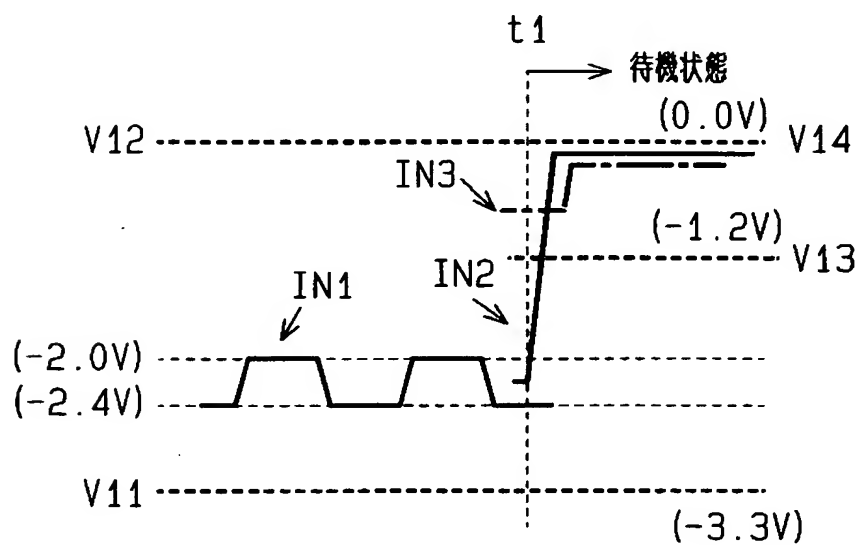 t1
待機状態
(0.0V)
V12
V14
IN3
(-1.2V)
V13
IN1
IN2
(-2.0V)
(-2.4V)
V11
(-3.3V)